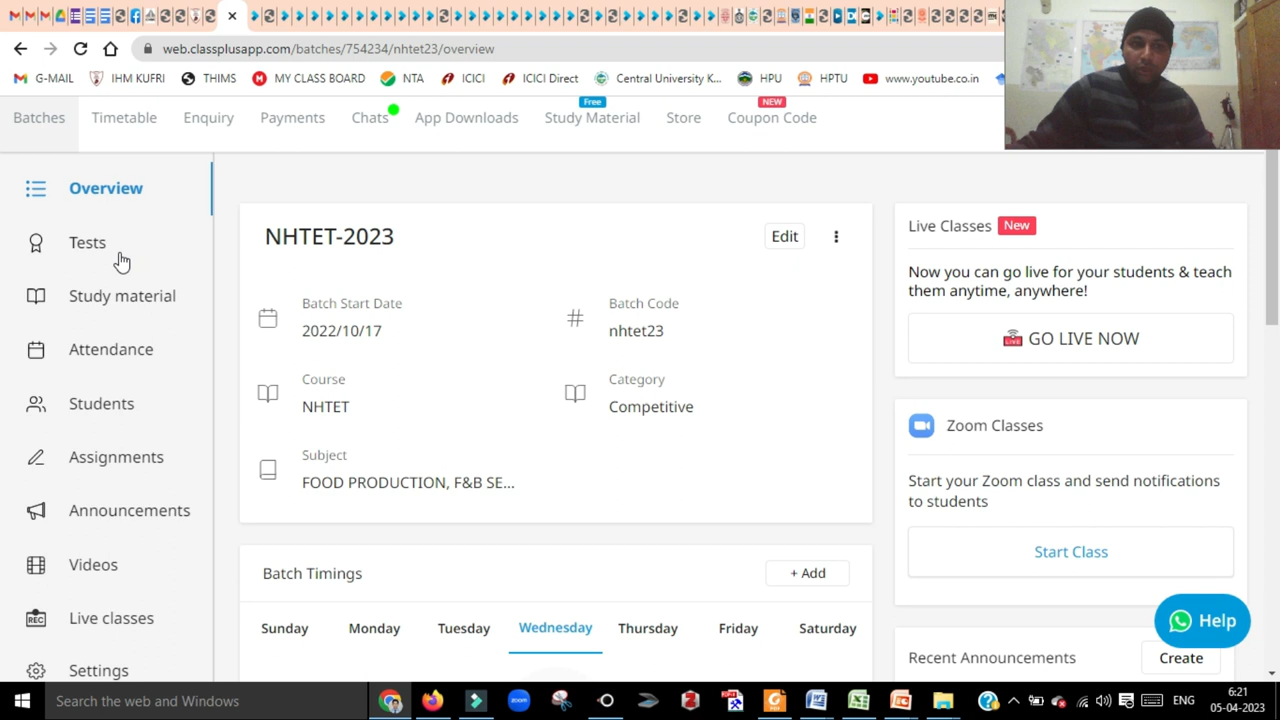 web.classplusapp.com/batches/754234/nhtet23/overview
G-MAIL
IHM KUFRI
THIMS
MY CLASS BOARD
NTA
ICICI
ICICI Direct
Central University K...
HPU
HPTU
www.youtube.co.in
Batches
Timetable
Enquiry
Payments
Chats
App Downloads
Free
Study Material
Store
NEW
Coupon Code
Overview
Tests
Study material
Attendance
Students
Assignments
Announcements
Videos
REC
Live classes
Settings
NHTET-2023
Edit
Batch Start Date
2022/10/17
Batch Code
nhtet23
Course
NHTET
Category
Competitive
Subject
FOOD PRODUCTION, F&B SE...
Batch Timings
+ Add
Sunday
Monday
Tuesday
Wednesday
Thursday
Friday
Saturday
Live Classes New
Now you can go live for your students & teach
them anytime, anywhere!
LIVE GO LIVE NOW
Zoom Classes
Start your Zoom class and send notifications
to students
Start Class
Help
Recent Announcements
Create
Search the web and Windows
zoom
ENG
6:21
05-04-2023